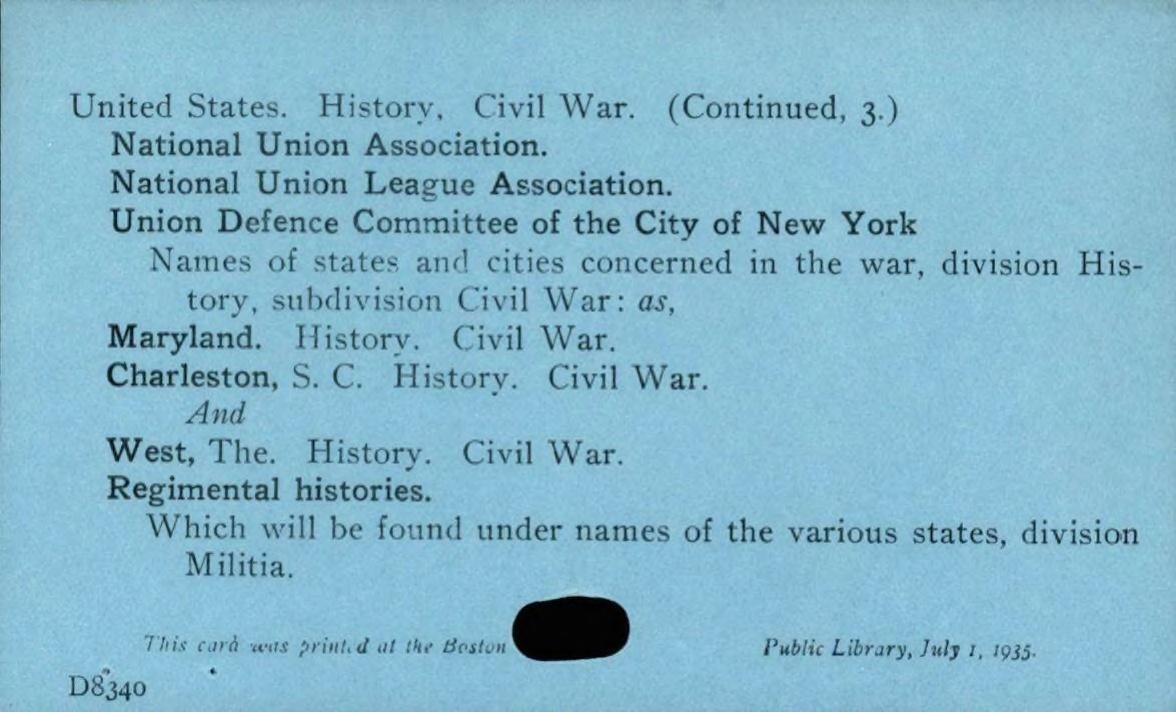 United States. History. Civil War. (Continued, 3.)
National Union Association.
National Union League Association.
Union Defence Committee of the City of New York
Names of states and cities concerned in the war, division His-
tory, subdivision Civil War: as,
Maryland. History. Civil War.
Charleston, S. C. History. Civil War.
And
West, The. History. Civil War.
Regimental histories.
Which will be found under names of the various states, division
Militia.
This card was printed at the Boston Public Library, July 1, 1935.
D8340